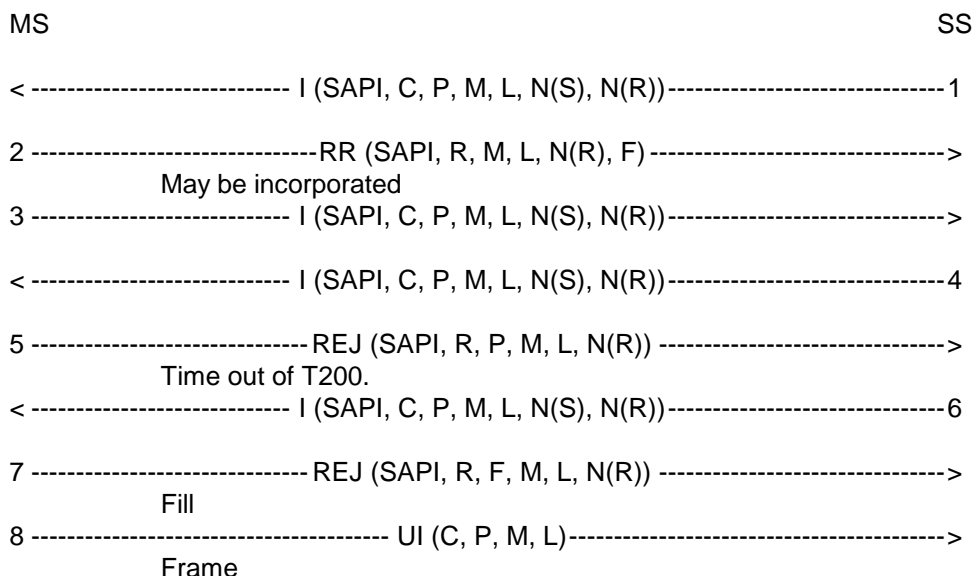 MS SS
< ----------------------------- I (SAPI, C, P, M, L, N(S), N(R))-------------------------------1
2 --------------------------------RR (SAPI, R, M, L, N(R), F) --------------------------------->
May be incorporated
3 ----------------------------- I (SAPI, C, P, M, L, N(S), N(R))------------------------------->
< ----------------------------- I (SAPI, C, P, M, L, N(S), N(R))-------------------------------4
5 -------------------------------REJ (SAPI, R, P, M, L, N(R)) -------------------------------->
Time out of T200.
< ----------------------------- I (SAPI, C, P, M, L, N(S), N(R))-------------------------------6
7 -------------------------------REJ (SAPI, R, F, M, L, N(R)) -------------------------------->
Fill
8 ---------------------------------------- UI (C, P, M, L)------------------------------------------>
Frame